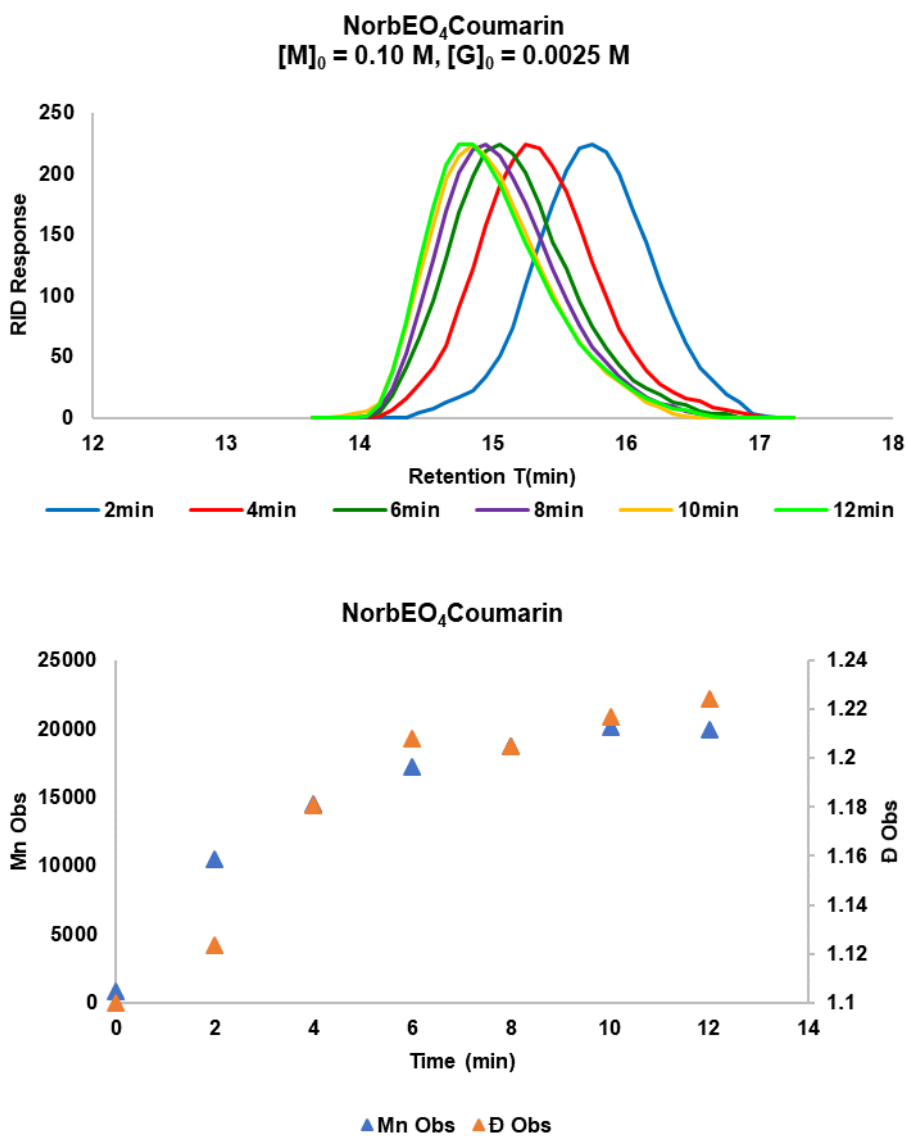 NorbEO₄Coumarin
[M]₀ = 0.10 M, [G]₀ = 0.0025 M
250
200
150
100
50
0
RID Response
12 13 14 15 16 17 18
Retention T(min)
2min 4min 6min 8min 10min 12min
NorbEO₄Coumarin
25000
20000
15000
10000
5000
0
Mn Obs
1.24
1.22
1.2
1.18
1.16
1.14
1.12
1.1
Đ Obs
0 2 4 6 8 10 12 14
Time (min)
Mn Obs Đ Obs